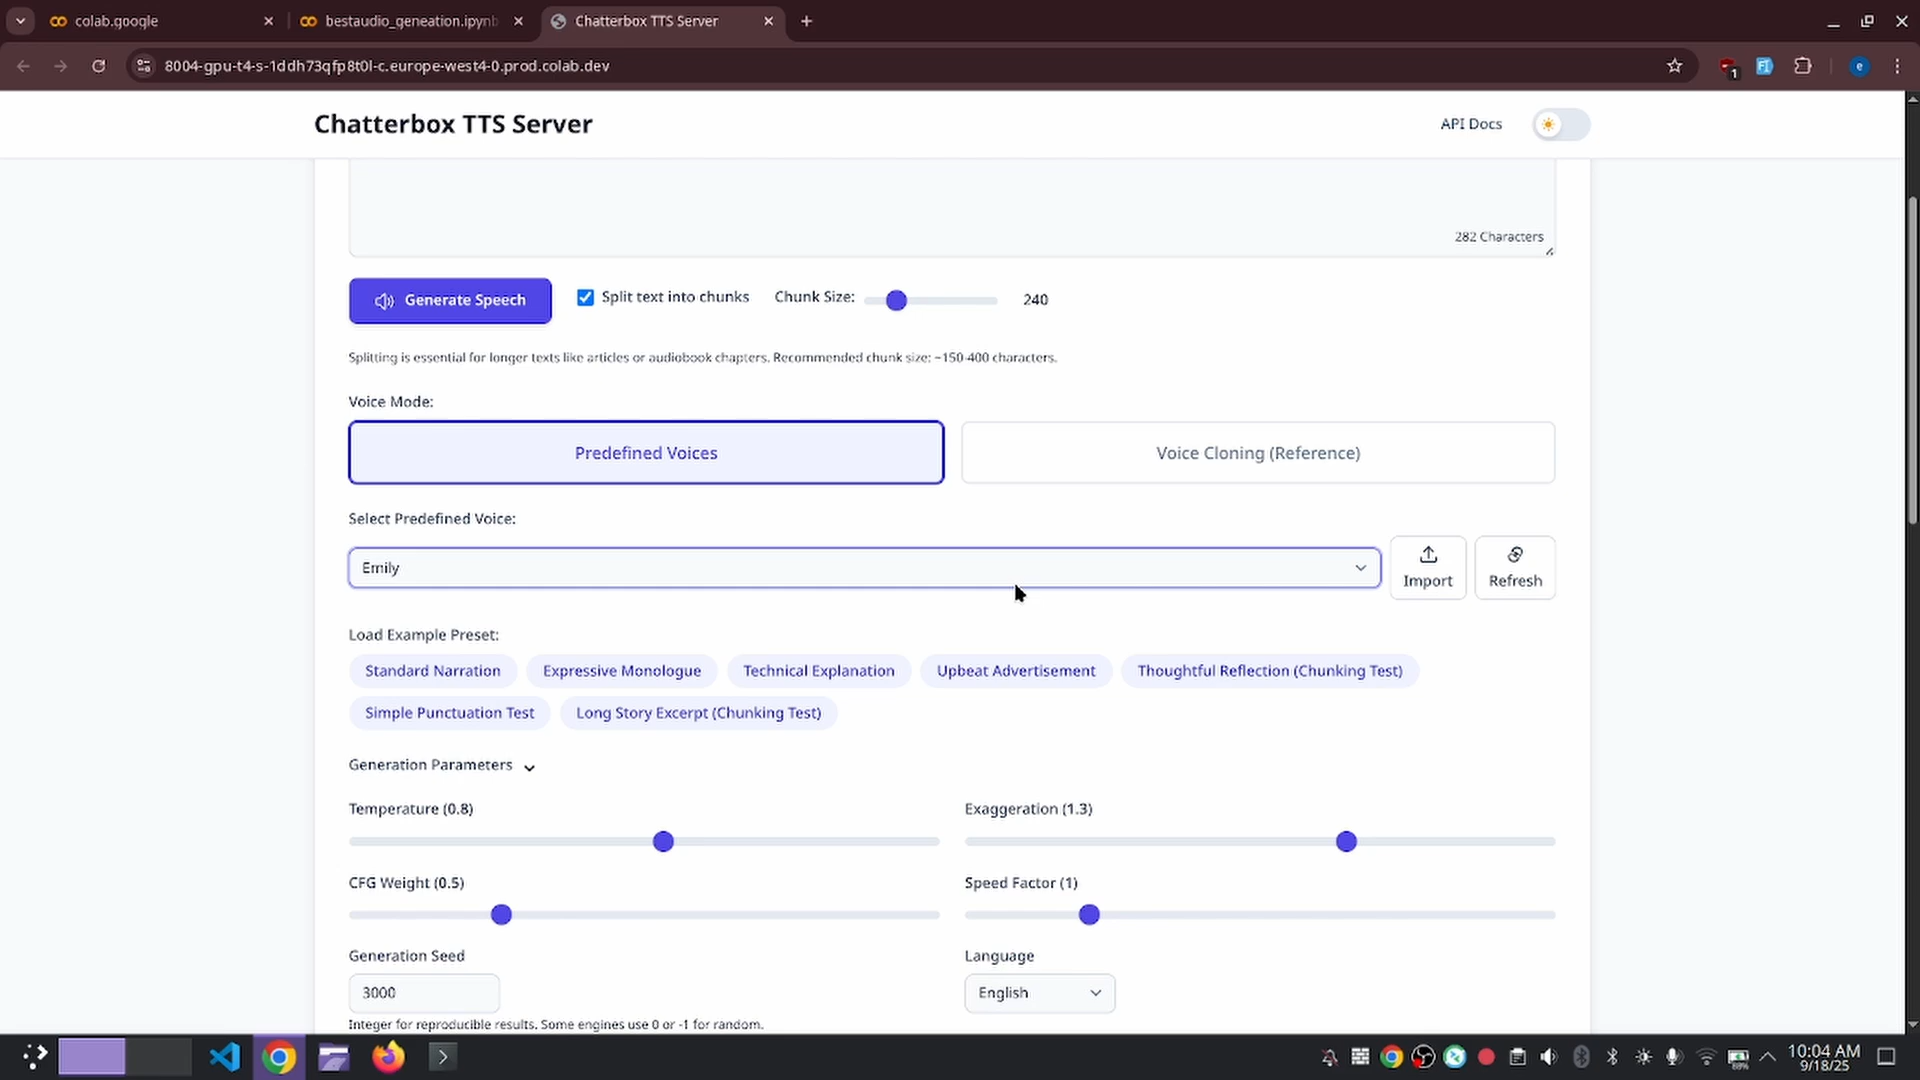 colab.google
bestaudio_geneation.ipynb
Chatterbox TTS Server
8004-gpu-t4-s-1ddh73qfp8t0l-c.europe-west4-0.prod.colab.dev
1
e
Chatterbox TTS Server
API Docs
282 Characters
Generate Speech
Split text into chunks
Chunk Size:
240
Splitting is essential for longer texts like articles or audiobook chapters. Recommended chunk size: ~150-400 characters.
Voice Mode:
Predefined Voices
Voice Cloning (Reference)
Select Predefined Voice:
Emily
Import
Refresh
Load Example Preset:
Standard Narration
Expressive Monologue
Technical Explanation
Upbeat Advertisement
Thoughtful Reflection (Chunking Test)
Simple Punctuation Test
Long Story Excerpt (Chunking Test)
Generation Parameters
Temperature (0.8)
Exaggeration (1.3)
CFG Weight (0.5)
Speed Factor (1)
Generation Seed
Language
3000
English
Integer for reproducible results. Some engines use 0 or -1 for random.
10:04 AM
9/18/25